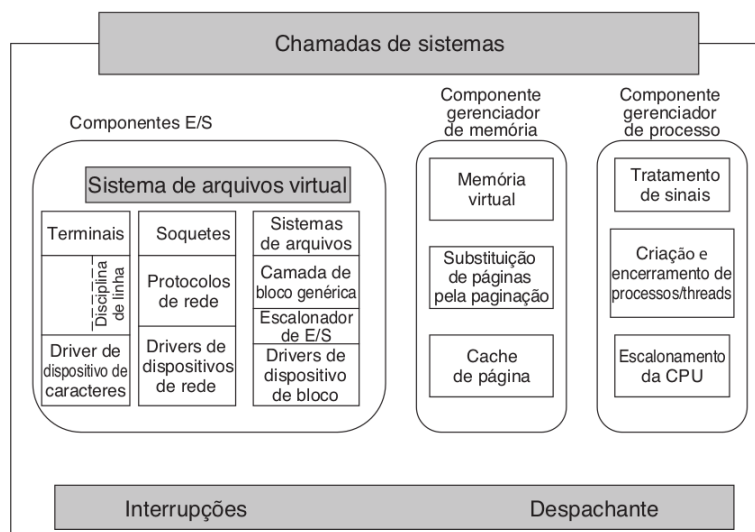 Chamadas de sistemas
Componentes E/S
Sistema de arquivos virtual
Terminais
Disciplina
de linha
Driver de
dispositivo de
caracteres
Soquetes
Protocolos
de rede
Drivers de
dispositivos
de rede
Sistemas
de arquivos
Camada de
bloco genérica
Escalonador
de E/S
Drivers de
dispositivo
de bloco
Componente
gerenciador
de memória
Memória
virtual
Substituição
de páginas
pela paginação
Cache
de página
Componente
gerenciador
de processo
Tratamento
de sinais
Criação e
encerramento de
processos/threads
Escalonamento
da CPU
Interrupções
Despachante